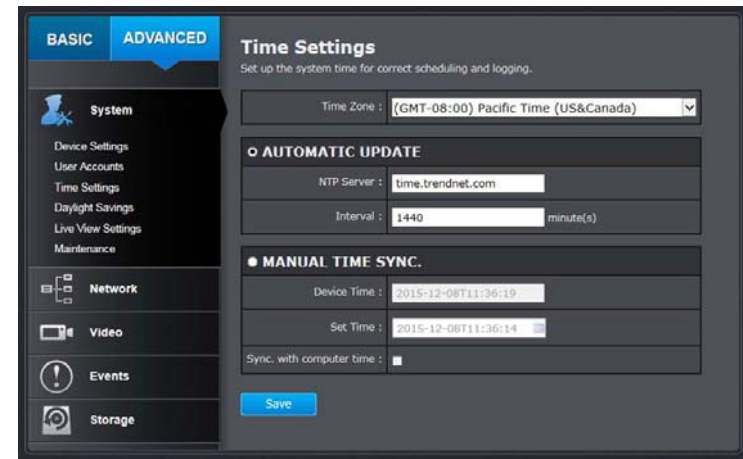 BASIC
ADVANCED
System
Device Settings
User Accounts
Time Settings
Daylight Savings
Live View Settings
Maintenance
Network
Video
Events
Storage
Time Settings
Set up the system time for correct scheduling and logging.
Time Zone : (GMT-08:00) Pacific Time (US&Canada)
AUTOMATIC UPDATE
NTP Server : time.trendnet.com
Interval : 1440 minute(s)
MANUAL TIME SYNC.
Device Time : 2015-12-08T11:36:19
Set Time : 2015-12-08T11:36:14
Sync. with computer time :
Save